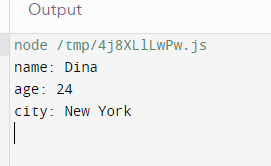 Output
node /tmp/4j8XLlLwPw.js
name: Dina
age: 24
city: New York